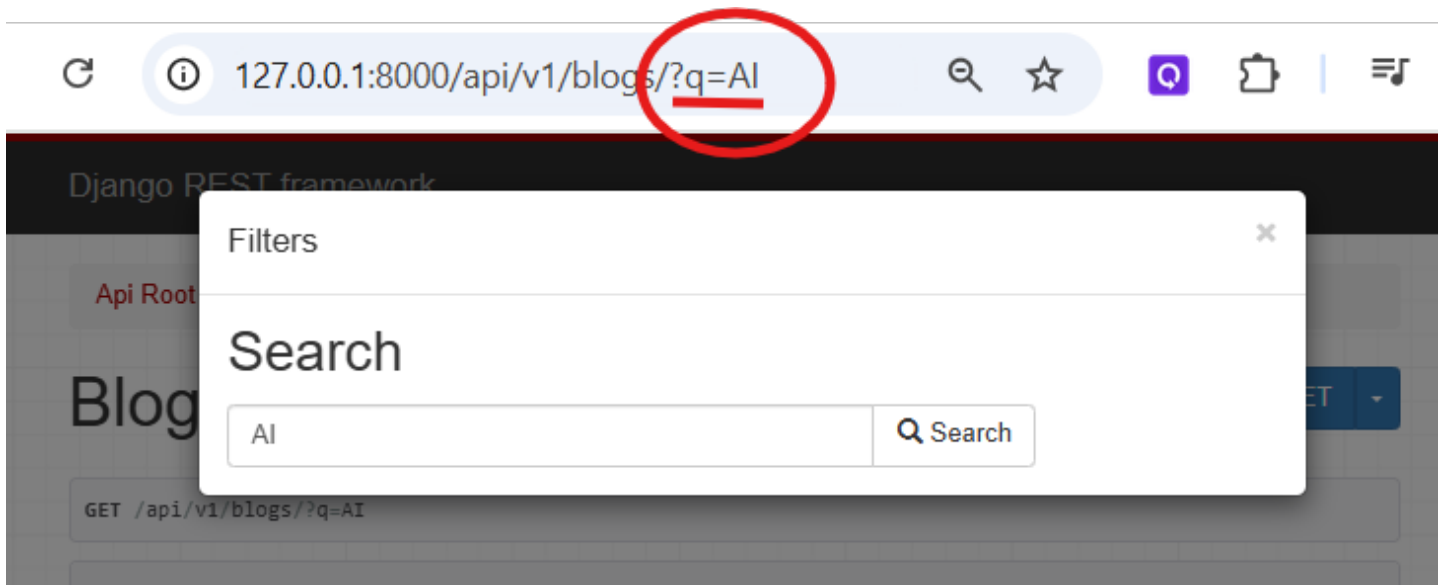 127.0.0.1:8000/api/v1/blogs/?q=AI
Django REST framework
Filters ×
Api Root
Search
Blog
AI Search
ET
GET /api/v1/blogs/?q=AI